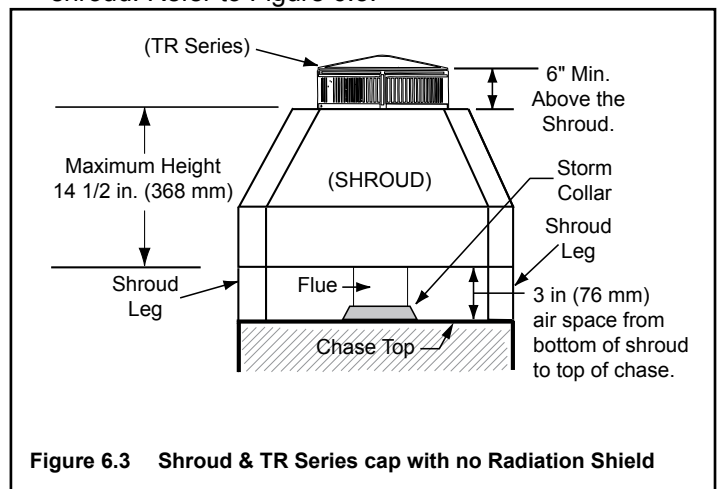 shroud. Refer to Figure
(TR Series)
6" Min.
Above the
Shroud.
Maximum Height
14 1/2 in. (368 mm)
(SHROUD)
Storm
Collar
Shroud
Leg
Shroud
Leg
Flue
3 in (76 mm)
air space from
bottom of shroud
to top of chase.
Chase Top
Figure 6.3 Shroud & TR Series cap with no Radiation Shield